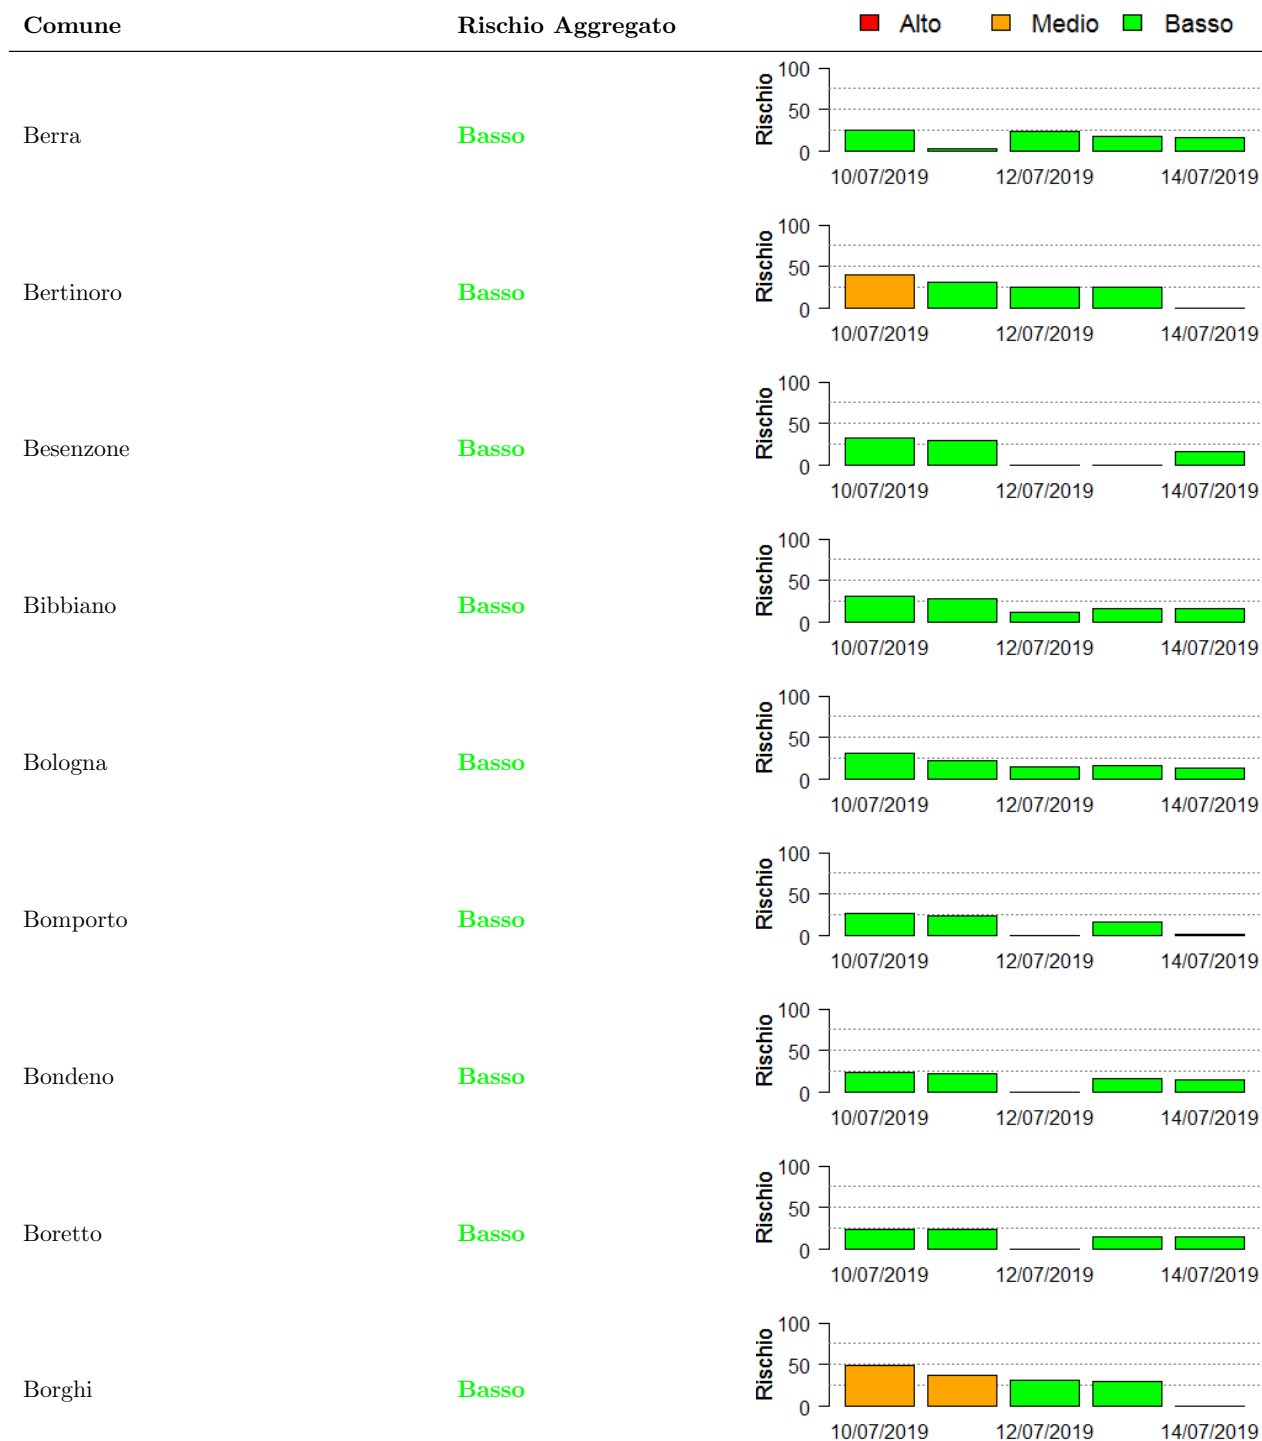 Comune Rischio Aggregato Alto Medio Basso
Berra Basso Rischio 100 50 0
10/07/2019 12/07/2019 14/07/2019
Bertinoro Basso Rischio 100 50 0
10/07/2019 12/07/2019 14/07/2019
Besenzone Basso Rischio 100 50 0
10/07/2019 12/07/2019 14/07/2019
Bibbiano Basso Rischio 100 50 0
10/07/2019 12/07/2019 14/07/2019
Bologna Basso Rischio 100 50 0
10/07/2019 12/07/2019 14/07/2019
Bomporto Basso Rischio 100 50 0
10/07/2019 12/07/2019 14/07/2019
Bondeno Basso Rischio 100 50 0
10/07/2019 12/07/2019 14/07/2019
Boretto Basso Rischio 100 50 0
10/07/2019 12/07/2019 14/07/2019
Borghi Basso Rischio 100 50 0
10/07/2019 12/07/2019 14/07/2019